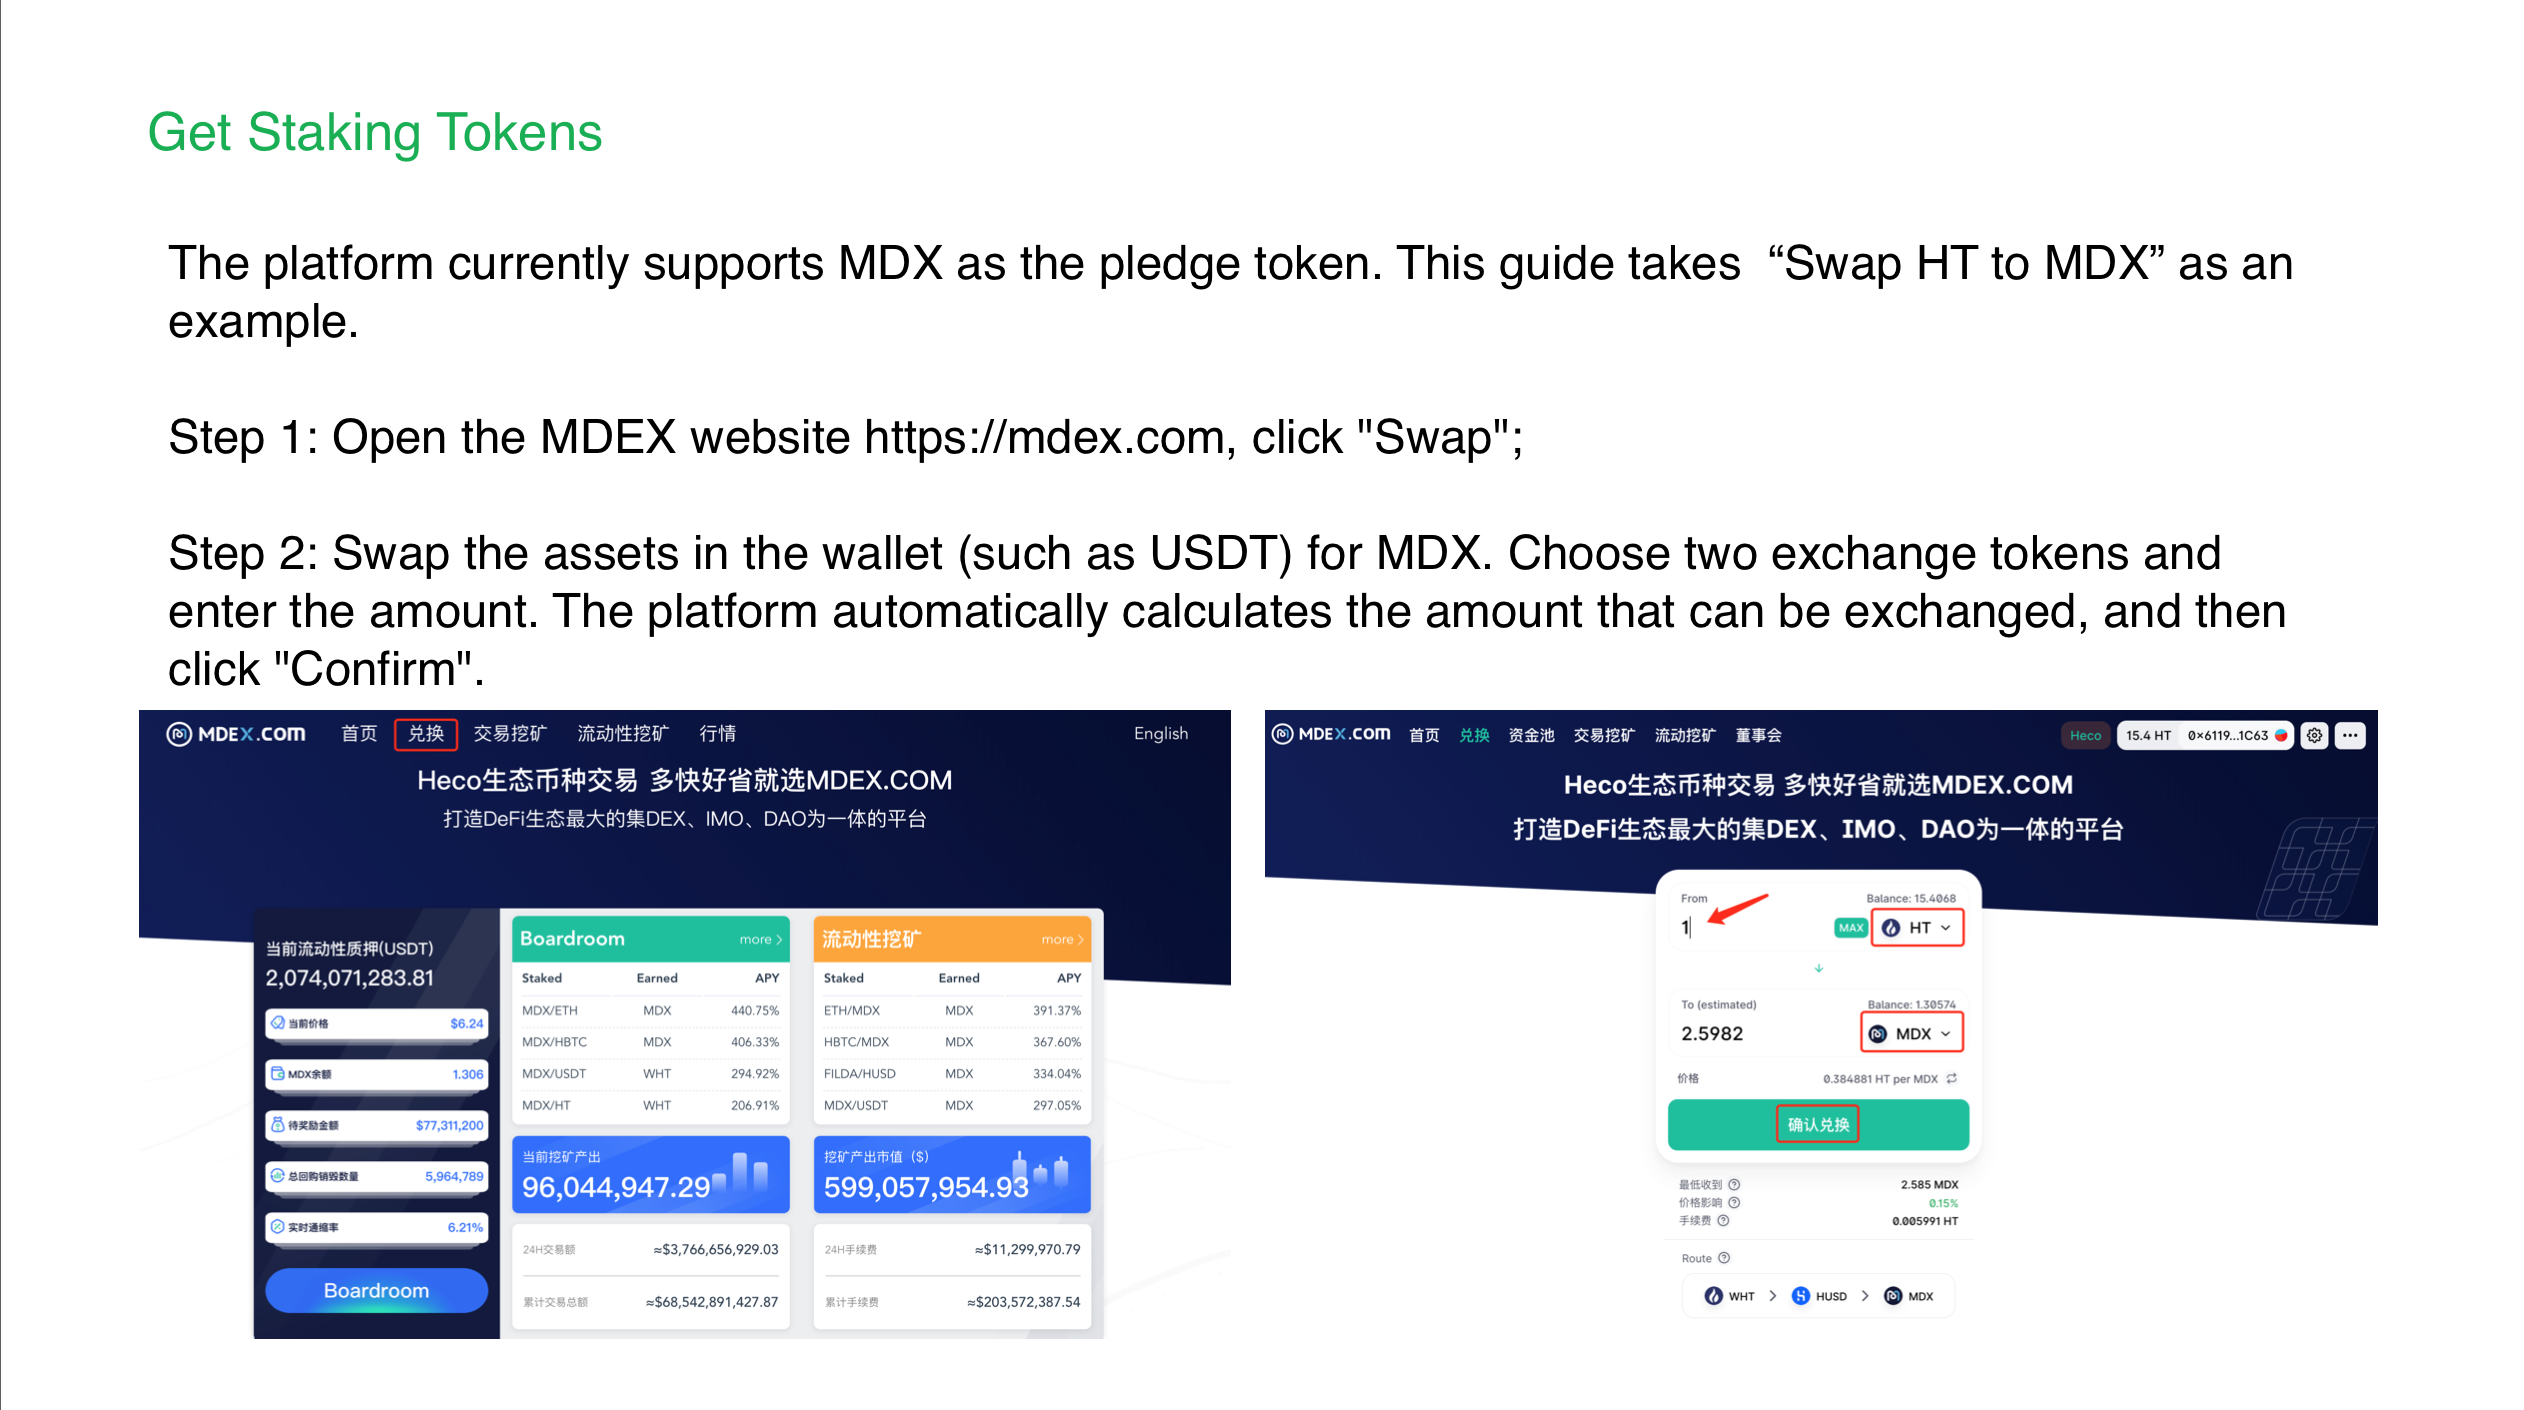 Get Staking Tokens
The platform currently supports MDX as the pledge token. This guide takes “Swap HT to MDX” as an
example.
Step 1: Open the MDEX website https://mdex.com, click "Swap";
Step 2: Swap the assets in the wallet (such as USDT) for MDX. Choose two exchange tokens and
enter the amount. The platform automatically calculates the amount that can be exchanged, and then
click "Confirm".
MDEX.COM 首页 兑换 交易挖矿 流动性挖矿 行情 English
Heco生态币种交易 多快好省就选MDEX.COM
打造DeFi生态最大的集DEX、IMO、DAO为一体的平台
当前流动性质押(USDT)
2,074,071,283.81
当前价格 $6.24
MDX余额 1.306
待奖励金额 $77,311,200
总回购销毁数量 5,964,789
实时通缩率 6.21%
Boardroom
Boardroom more >
Staked Earned APY
MDX/ETH MDX 440.75%
MDX/HBTC MDX 406.33%
MDX/USDT WHT 294.92%
MDX/HT WHT 206.91%
流动性挖矿 more >
Staked Earned APY
ETH/MDX MDX 391.37%
HBTC/MDX MDX 367.60%
FILDA/HUSD MDX 334.04%
MDX/USDT MDX 297.05%
当前挖矿产出
96,044,947.29
挖矿产出市值（$）
599,057,954.93
24H交易额 ≈$3,766,656,929.03
累计交易总额 ≈$68,542,891,427.87
24H手续费 ≈$11,299,970.79
累计手续费 ≈$203,572,387.54
MDEX.COM 首页 兑换 资金池 交易挖矿 流动挖矿 董事会 Heco 15.4 HT 0×6119...1C63
Heco生态币种交易 多快好省就选MDEX.COM
打造DeFi生态最大的集DEX、IMO、DAO为一体的平台
From Balance: 15.4068
1 MAX HT
To (estimated) Balance: 1.30574
2.5982 MDX
价格 0.384881 HT per MDX
确认兑换
最低收到 2.585 MDX
价格影响 0.15%
手续费 0.005991 HT
Route
WHT > HUSD > MDX